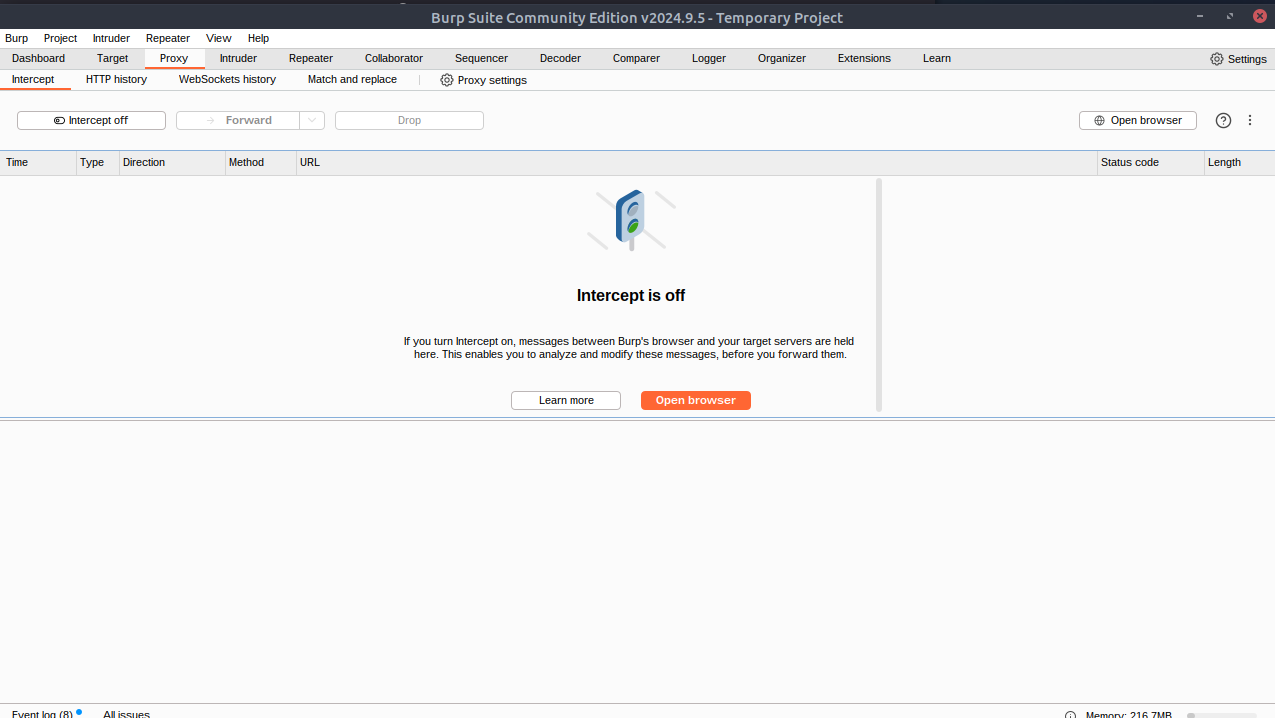 Burp Suite Community Edition v2024.9.5 - Temporary Project
Burp Project Intruder Repeater View Help
Dashboard Target Proxy Intruder Repeater Collaborator Sequencer Decoder Comparer Logger Organizer Extensions Learn Settings
Intercept HTTP history WebSockets history Match and replace Proxy settings
Intercept off Forward Drop Open browser
Time Type Direction Method URL Status code Length
Intercept is off
If you turn Intercept on, messages between Burp's browser and your target servers are held
here. This enables you to analyze and modify these messages, before you forward them.
Learn more Open browser
Event log (8) All issues Memory: 216.7MB